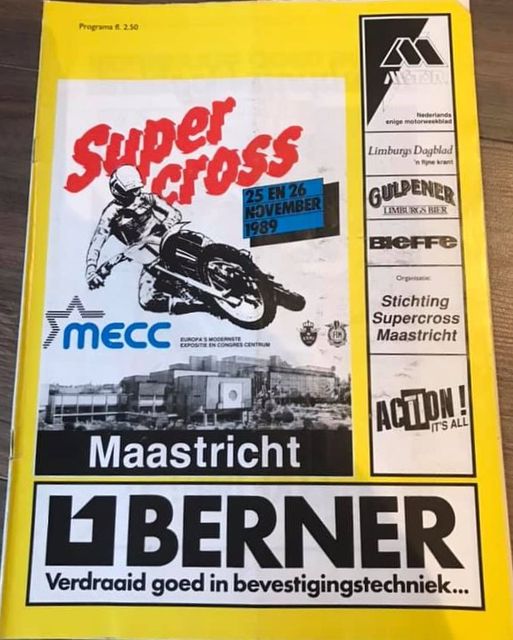 Programa fl. 2.50
Super
cross
25 EN 26
NOVEMBER
1989
mecc
EUROPA'S MODERNSTE
EXPOSITIE EN CONGRES CENTRUM
Maastricht
Nederlands
enige motorweekblad
Limburgs Dagblad
'n fijne krant
GULPENER
LIMBURGS BIER
BIEFFE
Organisatie:
Stichting
Supercross
Maastricht
ACTION!
IT'S ALL
BERNER
Verdraaid goed in bevestigingstechniek...